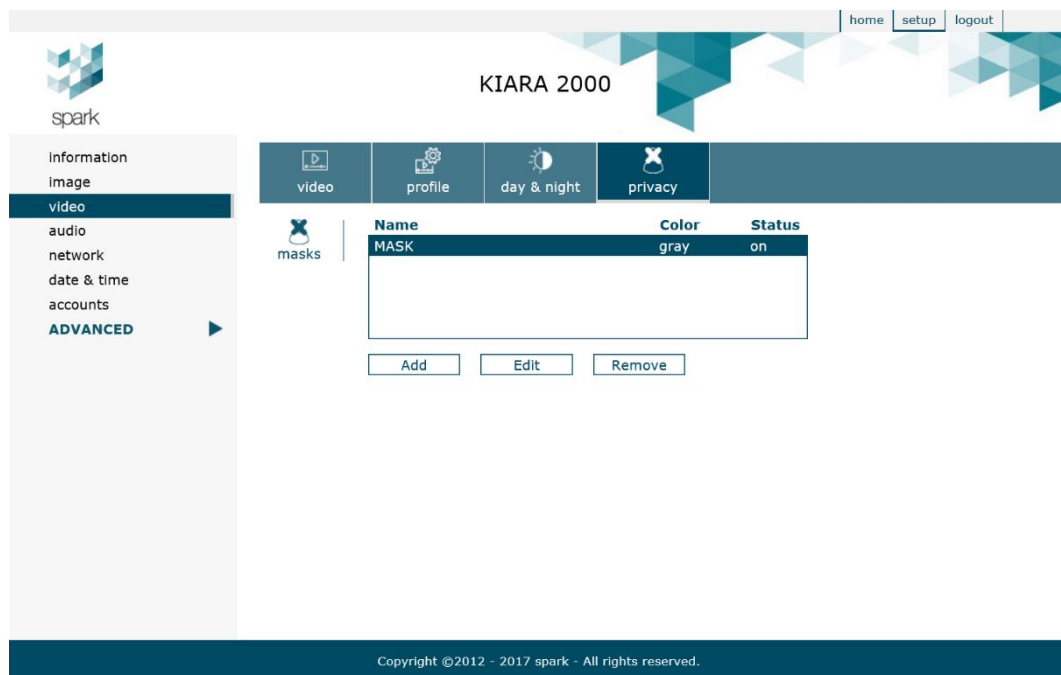 home setup logout
KIARA 2000
spark
information
image
video
audio
network
date & time
accounts
ADVANCED
video profile day & night privacy
masks
Name Color Status
MASK gray on
Add Edit Remove
Copyright ©2012 - 2017 spark - All rights reserved.